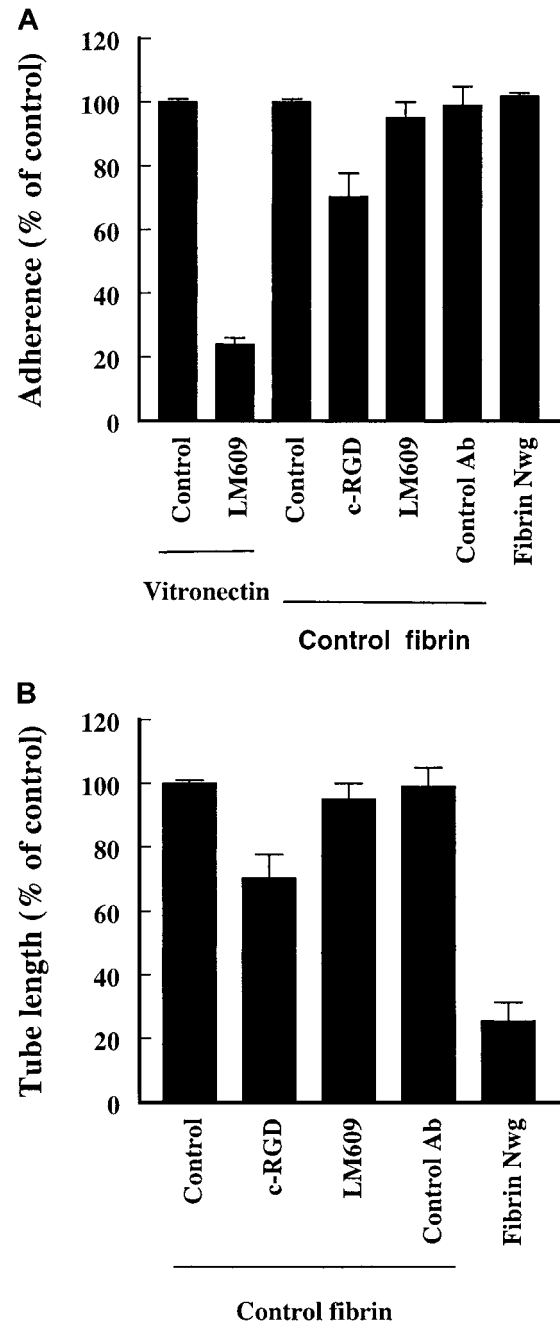 A
Adherence (% of control)
120
100
80
60
40
20
0
Control
LM609
Control
c-RGD
LM609
Control Ab
Fibrin Nwg
Vitronectin
Control fibrin
B
Tube length (% of control)
120
100
80
60
40
20
0
Control
c-RGD
LM609
Control Ab
Fibrin Nwg
Control fibrin